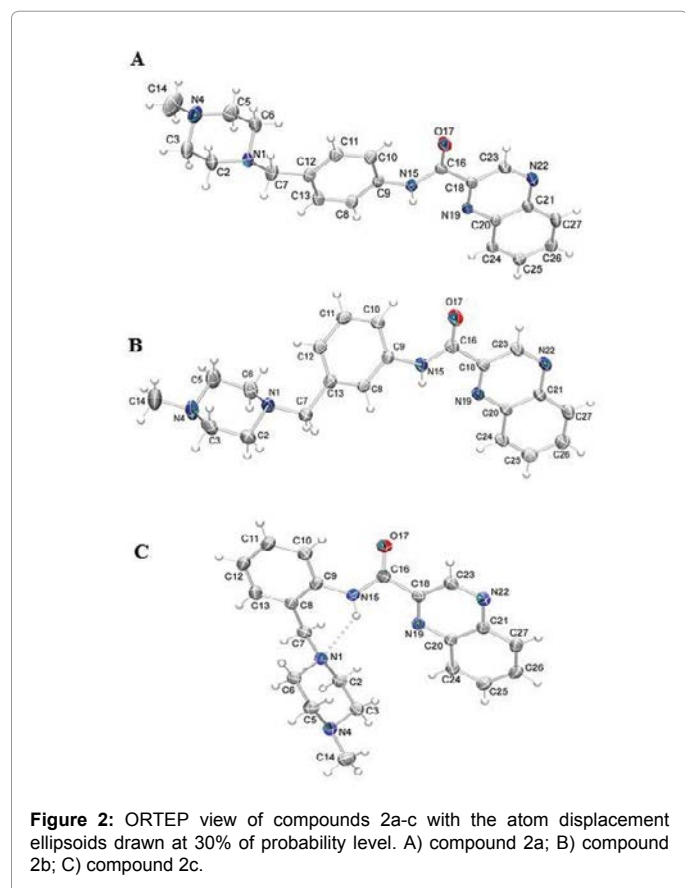 A
C14
N4
C5
C6
C3
C2
N1
C7
C12
C11
C10
C13
C8
C9
N15
O17
C16
C18
C23
N22
N19
C20
C21
C24
C25
C26
C27
B
C14
N4
C5
C6
C3
C2
N1
C7
C11
C10
C12
C13
C8
C9
N15
O17
C16
C18
C23
N22
N19
C20
C21
C24
C25
C26
C27
C
C11
C10
C12
C13
C9
C8
C7
N15
O17
C16
C18
C23
N22
N19
C20
C21
C24
C25
C26
C27
N1
C6
C2
C5
C3
N4
C14
Figure 2: ORTEP view of compounds 2a-c with the atom displacement
ellipsoids drawn at 30% of probability level. A) compound 2a; B) compound
2b; C) compound 2c.